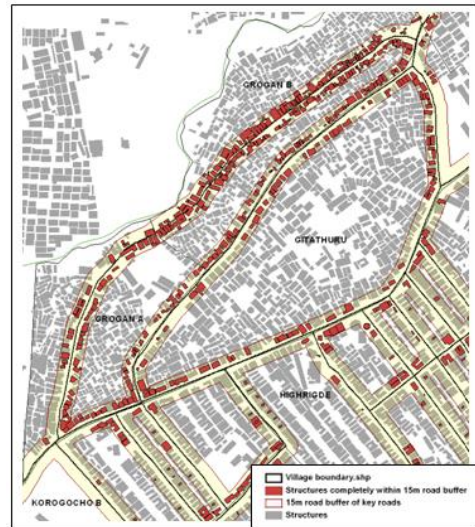 GROGAN B
GITATHURU
GROGAN A
HIGHRIGDE
KOROGOCHO B
Village boundary.shp
Structures completely within 15m road buffer
15m road buffer of key roads
Structures